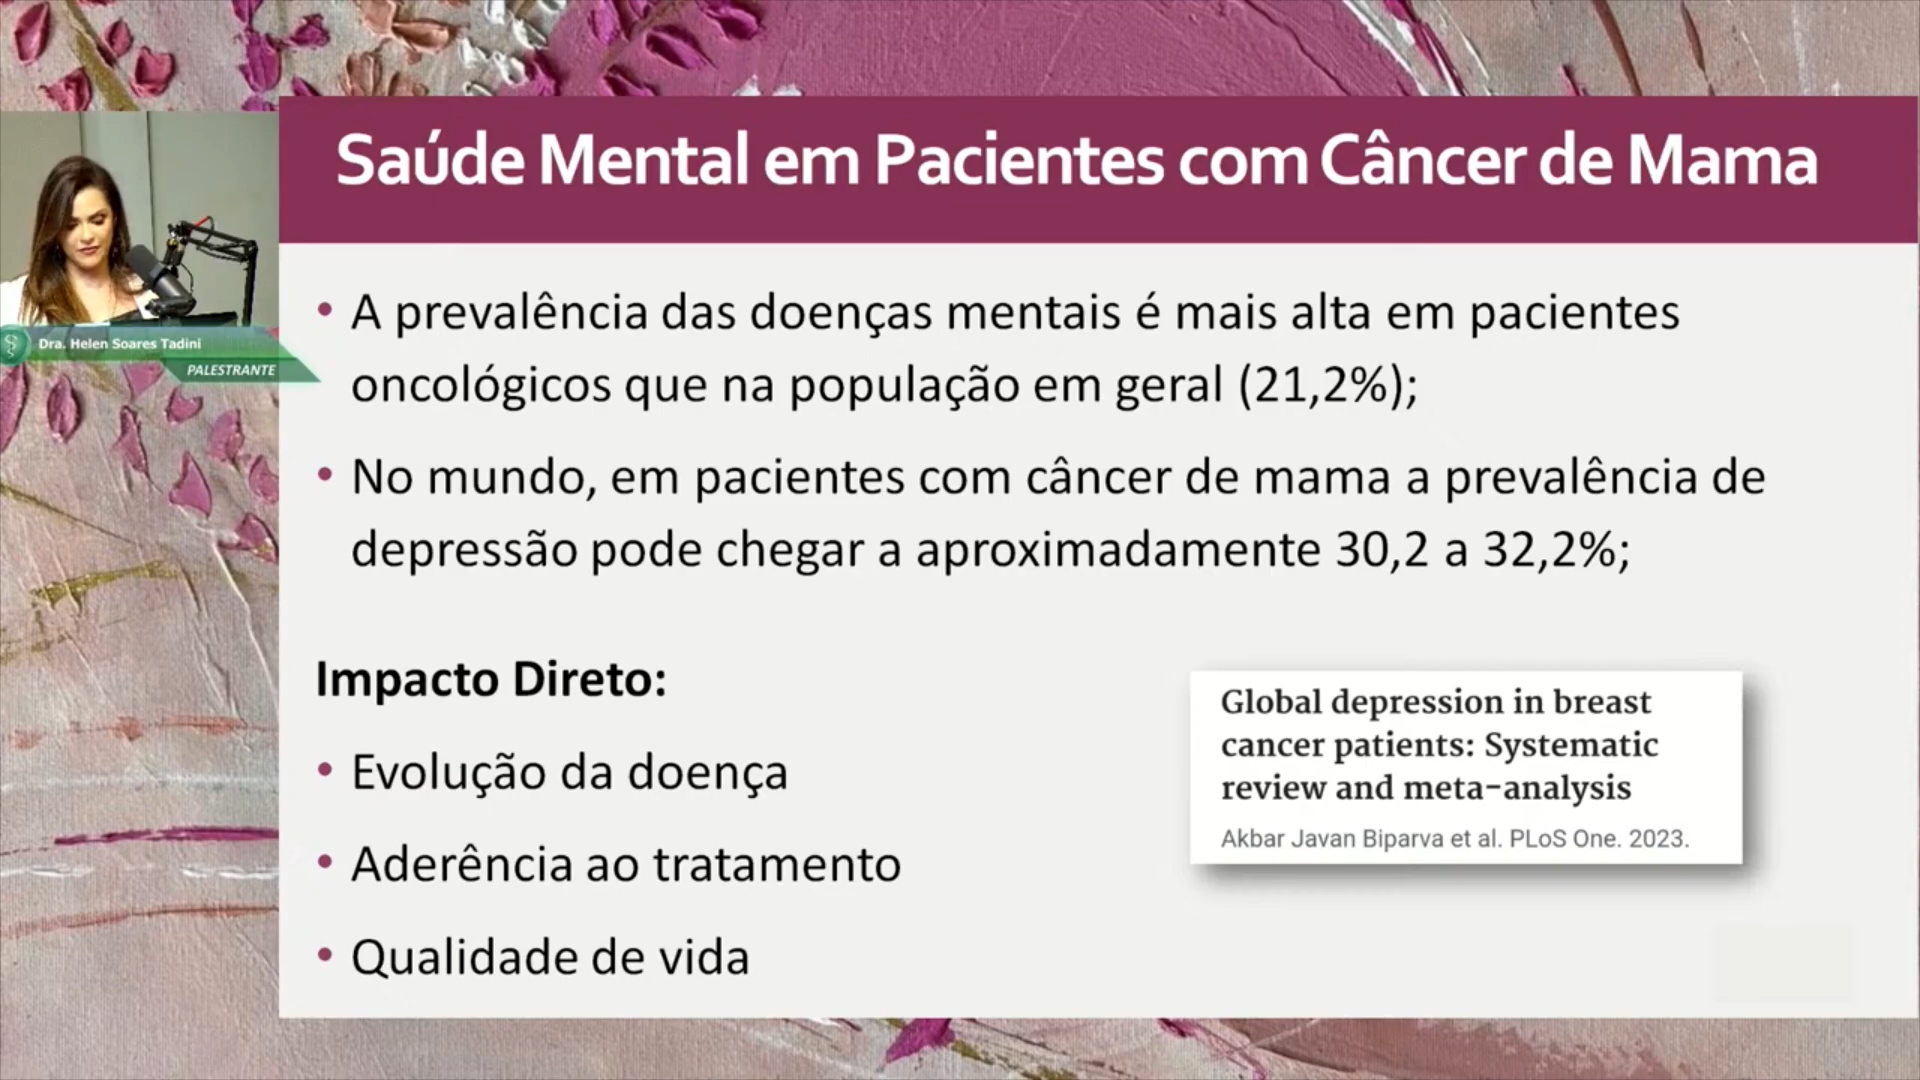 Saúde Mental em Pacientes com Câncer de Mama
Dra. Helen Soares Tadini
PALESTRANTE
• A prevalência das doenças mentais é mais alta em pacientes
oncológicos que na população em geral (21,2%);
• No mundo, em pacientes com câncer de mama a prevalência de
depressão pode chegar a aproximadamente 30,2 a 32,2%;
Impacto Direto:
• Evolução da doença
• Aderência ao tratamento
• Qualidade de vida
Global depression in breast
cancer patients: Systematic
review and meta-analysis
Akbar Javan Biparva et al. PLoS One. 2023.